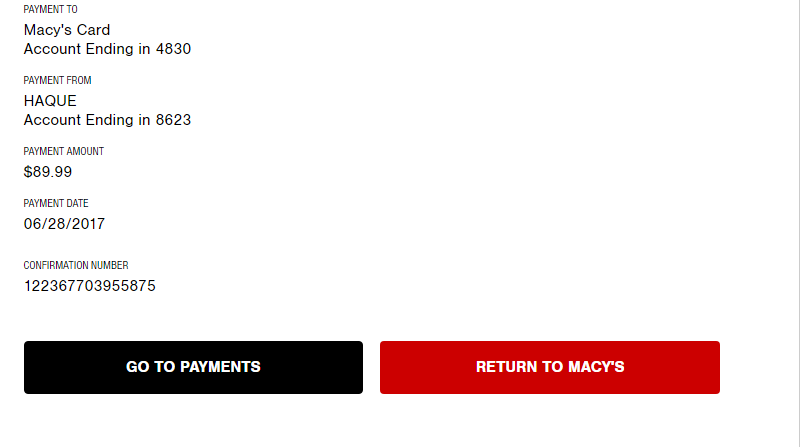 PAYMENT TO
Macy's Card
Account Ending in 4830
PAYMENT FROM
HAQUE
Account Ending in 8623
PAYMENT AMOUNT
$89.99
PAYMENT DATE
06/28/2017
CONFIRMATION NUMBER
122367703955875
GO TO PAYMENTS
RETURN TO MACY'S